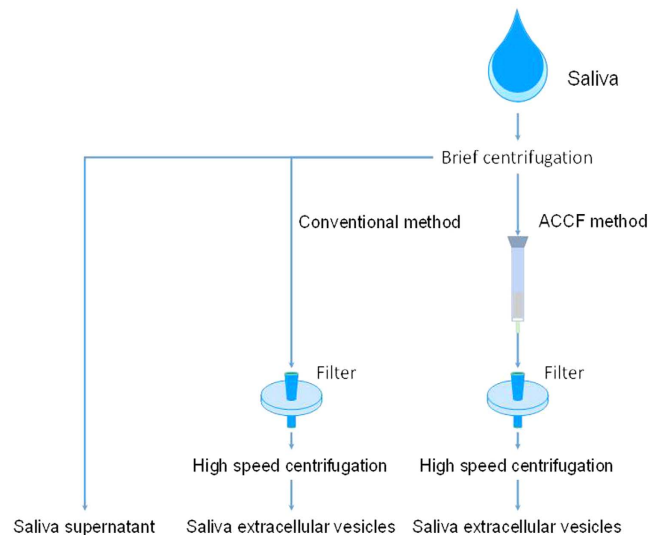 Saliva
Brief centrifugation
Conventional method
ACCF method
Filter
Filter
High speed centrifugation
High speed centrifugation
Saliva supernatant
Saliva extracellular vesicles
Saliva extracellular vesicles